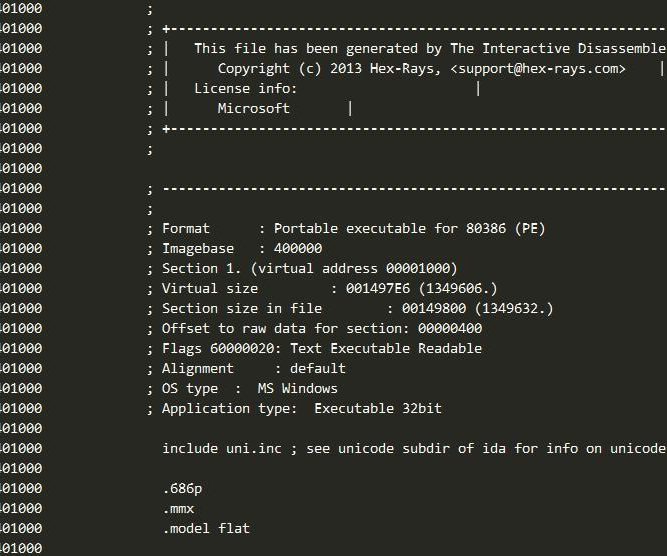 401000 ;
401000 ; +-----------------------------------------------------------------
401000 ; | This file has been generated by The Interactive Disassemble
401000 ; | Copyright (c) 2013 Hex-Rays, <support@hex-rays.com> |
401000 ; | License info: |
401000 ; | Microsoft |
401000 ; +-----------------------------------------------------------------
401000 ;
401000
401000 ; -----------------------------------------------------------------
401000 ;
401000 ; Format : Portable executable for 80386 (PE)
401000 ; Imagebase : 400000
401000 ; Section 1. (virtual address 00001000)
401000 ; Virtual size : 001497E6 (1349606.)
401000 ; Section size in file : 00149800 (1349632.)
401000 ; Offset to raw data for section: 00000400
401000 ; Flags 60000020: Text Executable Readable
401000 ; Alignment : default
401000 ; OS type : MS Windows
401000 ; Application type: Executable 32bit
401000
401000 include uni.inc ; see unicode subdir of ida for info on unicode
401000
401000 .686p
401000 .mmx
401000 .model flat
401000